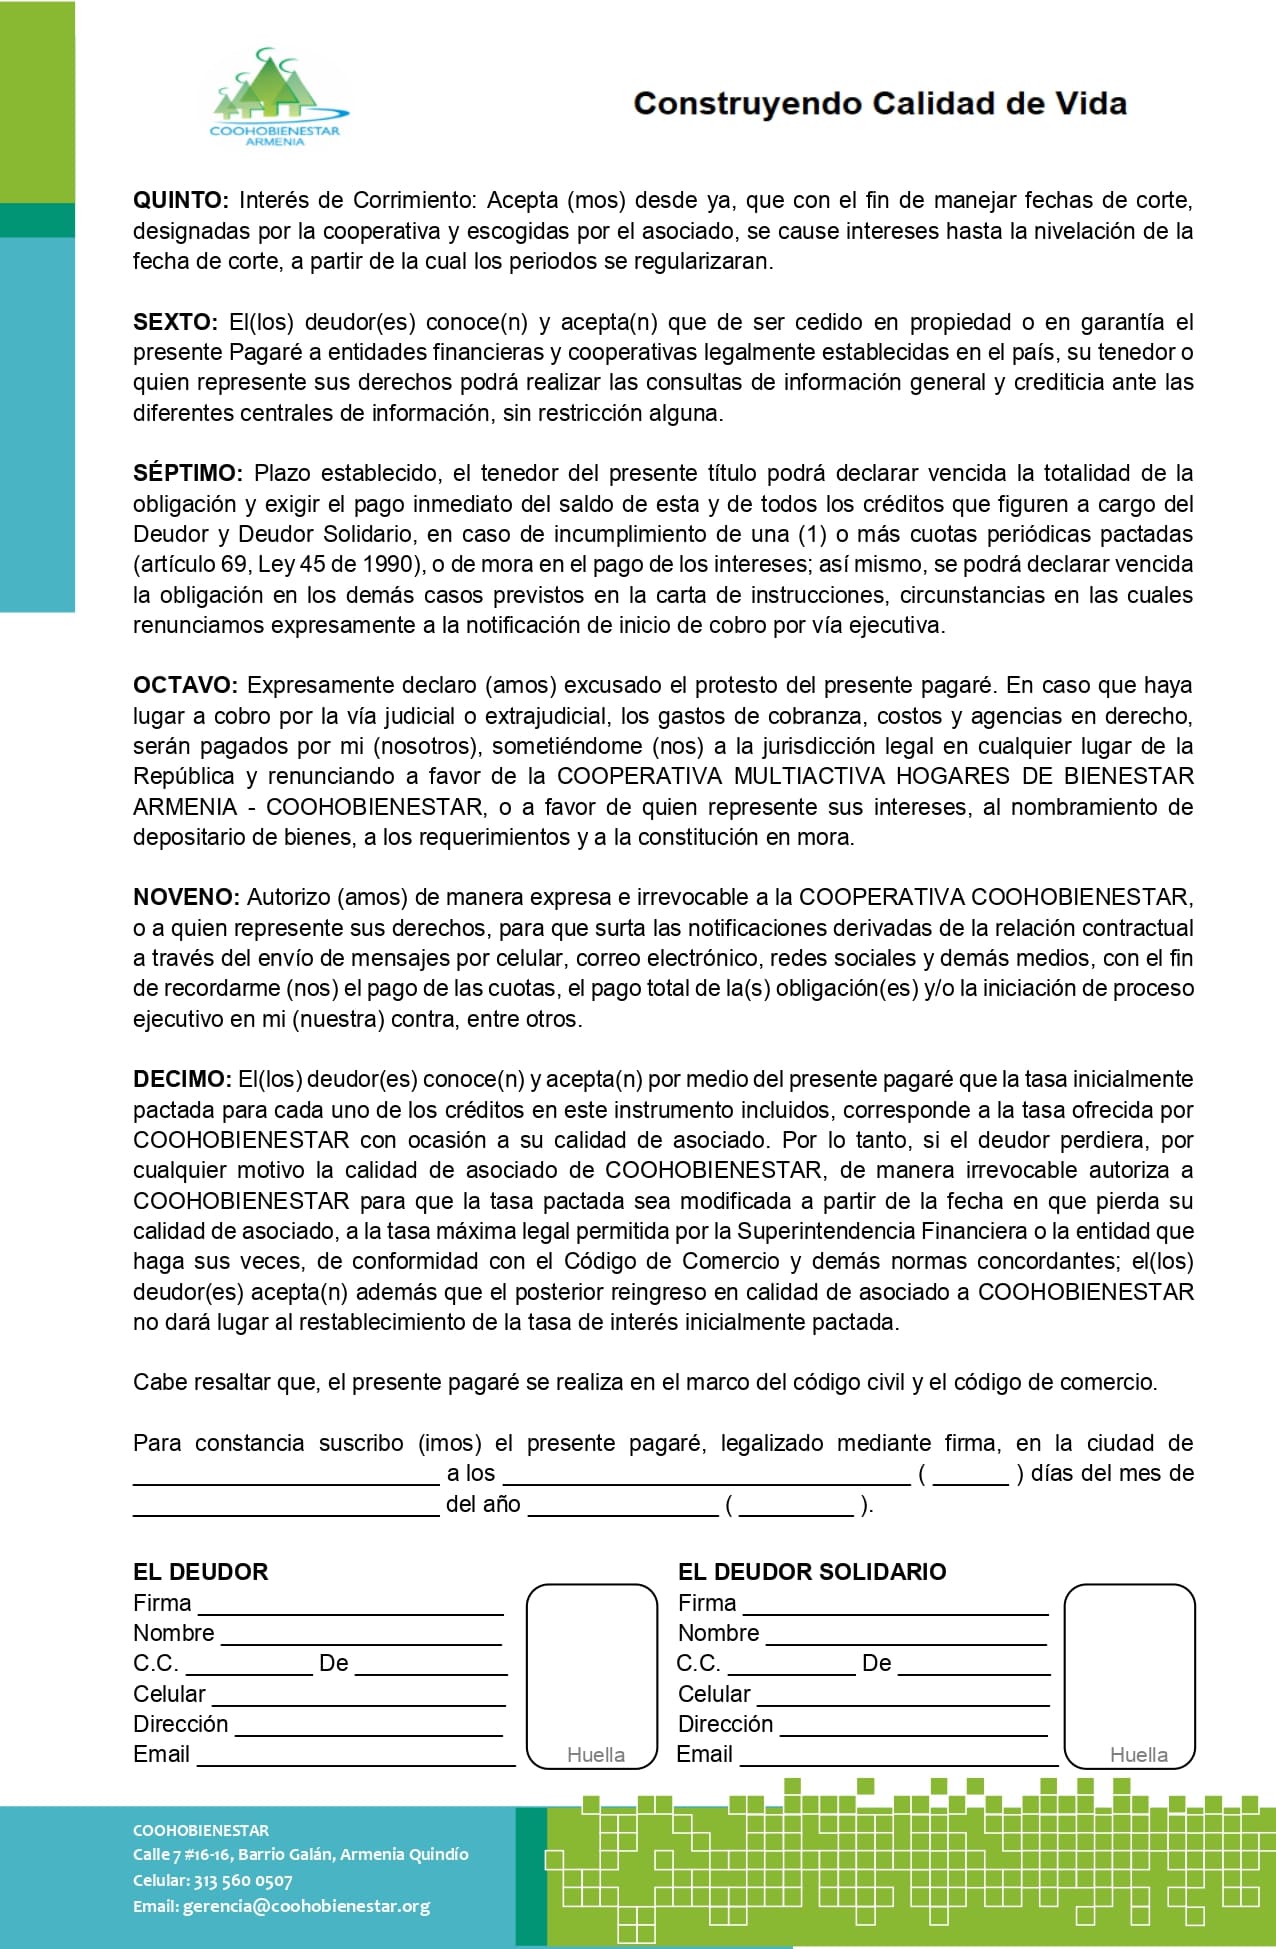 COOHOBIENESTAR
ARMENIA
Construyendo Calidad de Vida
QUINTO: Interés de Corrimiento: Acepta (mos) desde ya, que con el fin de manejar fechas de corte,
designadas por la cooperativa y escogidas por el asociado, se cause intereses hasta la nivelación de la
fecha de corte, a partir de la cual los periodos se regularizaran.
SEXTO: El(los) deudor(es) conoce(n) y acepta(n) que de ser cedido en propiedad o en garantía el
presente Pagaré a entidades financieras y cooperativas legalmente establecidas en el país, su tenedor o
quien represente sus derechos podrá realizar las consultas de información general y crediticia ante las
diferentes centrales de información, sin restricción alguna.
SÉPTIMO: Plazo establecido, el tenedor del presente título podrá declarar vencida la totalidad de la
obligación y exigir el pago inmediato del saldo de esta y de todos los créditos que figuren a cargo del
Deudor y Deudor Solidario, en caso de incumplimiento de una (1) o más cuotas periódicas pactadas
(artículo 69, Ley 45 de 1990), o de mora en el pago de los intereses; así mismo, se podrá declarar vencida
la obligación en los demás casos previstos en la carta de instrucciones, circunstancias en las cuales
renunciamos expresamente a la notificación de inicio de cobro por vía ejecutiva.
OCTAVO: Expresamente declaro (amos) excusado el protesto del presente pagaré. En caso que haya
lugar a cobro por la vía judicial o extrajudicial, los gastos de cobranza, costos y agencias en derecho,
serán pagados por mi (nosotros), sometiéndome (nos) a la jurisdicción legal en cualquier lugar de la
República y renunciando a favor de la COOPERATIVA MULTIACTIVA HOGARES DE BIENESTAR
ARMENIA - COOHOBIENESTAR, o a favor de quien represente sus intereses, al nombramiento de
depositario de bienes, a los requerimientos y a la constitución en mora.
NOVENO: Autorizo (amos) de manera expresa e irrevocable a la COOPERATIVA COOHOBIENESTAR,
o a quien represente sus derechos, para que surta las notificaciones derivadas de la relación contractual
a través del envío de mensajes por celular, correo electrónico, redes sociales y demás medios, con el fin
de recordarme (nos) el pago de las cuotas, el pago total de la(s) obligación(es) y/o la iniciación de proceso
ejecutivo en mi (nuestra) contra, entre otros.
DECIMO: El(los) deudor(es) conoce(n) y acepta(n) por medio del presente pagaré que la tasa inicialmente
pactada para cada uno de los créditos en este instrumento incluidos, corresponde a la tasa ofrecida por
COOHOBIENESTAR con ocasión a su calidad de asociado. Por lo tanto, si el deudor perdiera, por
cualquier motivo la calidad de asociado de COOHOBIENESTAR, de manera irrevocable autoriza a
COOHOBIENESTAR para que la tasa pactada sea modificada a partir de la fecha en que pierda su
calidad de asociado, a la tasa máxima legal permitida por la Superintendencia Financiera o la entidad que
haga sus veces, de conformidad con el Código de Comercio y demás normas concordantes; el(los)
deudor(es) acepta(n) además que el posterior reingreso en calidad de asociado a COOHOBIENESTAR
no dará lugar al restablecimiento de la tasa de interés inicialmente pactada.
Cabe resaltar que, el presente pagaré se realiza en el marco del código civil y el código de comercio.
Para constancia suscribo (imos) el presente pagaré, legalizado mediante firma, en la ciudad de
________________________ a los ________________________________ ( ______ ) días del mes de
________________________ del año _______________ ( _________ ).
EL DEUDOR
Firma ________________________
Nombre ______________________
C.C. __________ De ____________
Celular _______________________
Dirección _____________________
Email _________________________
Huella
EL DEUDOR SOLIDARIO
Firma ________________________
Nombre ______________________
C.C. __________ De ____________
Celular _______________________
Dirección _____________________
Email _________________________
Huella
COOHOBIENESTAR
Calle 7 #16-16, Barrio Galán, Armenia Quindío
Celular: 313 560 0507
Email: gerencia@coohobienestar.org